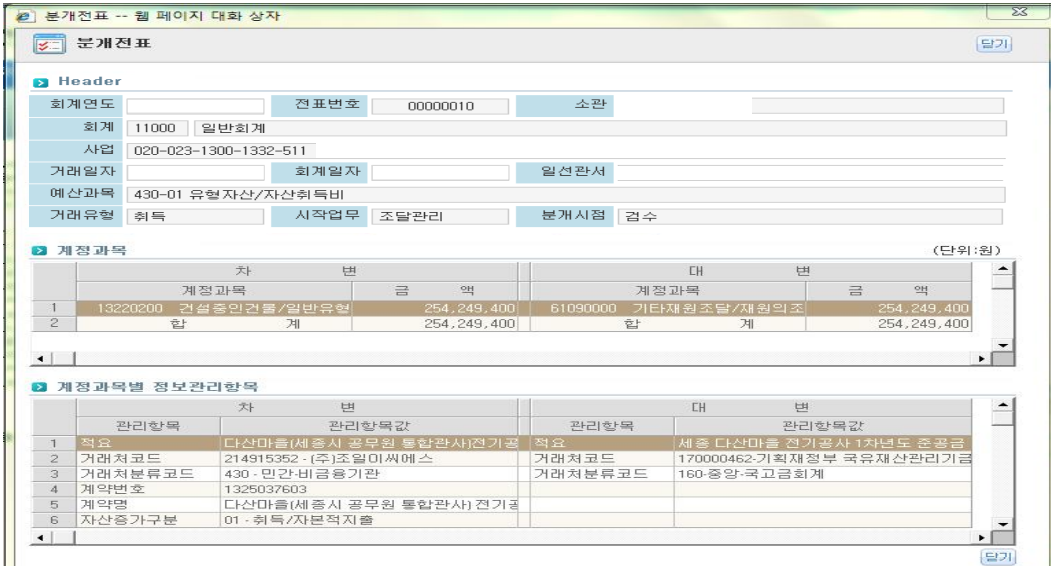 분개전표 -- 웹 페이지 대화 상자
분개전표 닫기
Header
회계연도 전표번호 00000010 소관
회계 11000 일반회계
사업 020-023-1300-1332-511
거래일자 회계일자 일선관서
예산과목 430-01 유형자산/자산취득비
거래유형 취득 시작업무 조달관리 분개시점 검수
계정과목 (단위:원)
차 변 대 변
계정과목 금 액 계정과목 금 액
1 13220200 건설중인건물/일반유형 254,249,400 61090000 기타재원조달/재원의조 254,249,400
2 합 계 254,249,400 합 계 254,249,400
계정과목별 정보관리항목
차 변 대 변
관리항목 관리항목값 관리항목 관리항목값
1 적요 다산마을(세종시 공무원 통합관사)전기공 적요 세종 다산마을 전기공사 1차년도 준공금
2 거래처코드 214915352 - (주)조일이씨에스 거래처코드 170000462-기획재정부 국유재산관리기금
3 거래처분류코드 430 - 민간-비금융기관 거래처분류코드 160-중앙-국고금회계
4 계약번호 1325037603
5 계약명 다산마을(세종시 공무원 통합관사) 전기공
6 자산증가구분 01 - 취득/자본적지출
닫기